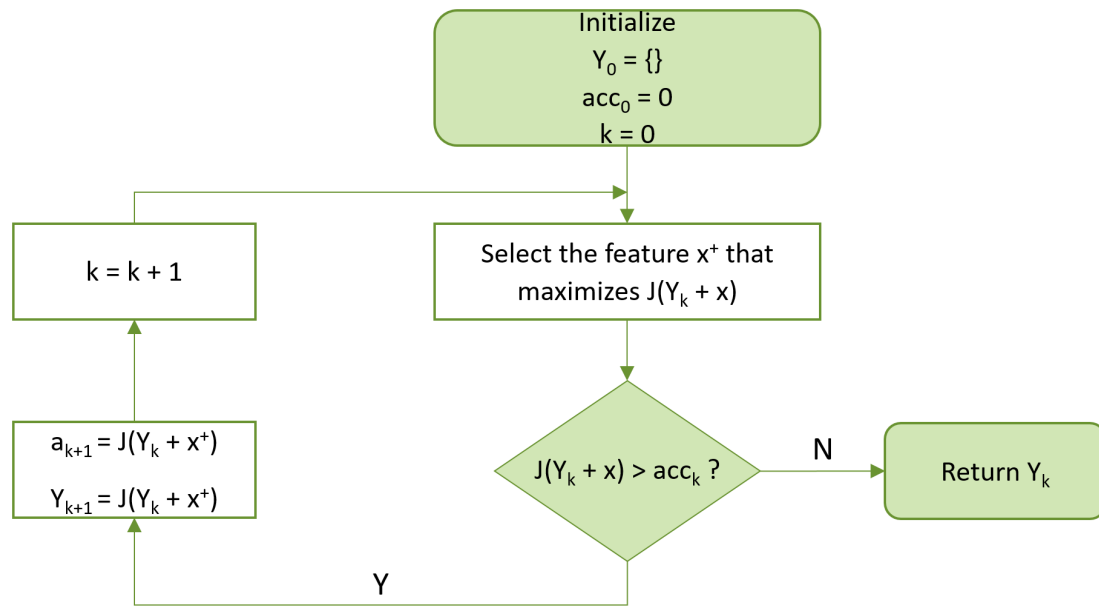 Initialize
Y₀ = {}
acc₀ = 0
k = 0
Select the feature x⁺ that
maximizes J(Yₖ + x)
J(Yₖ + x) > accₖ ?
N
Return Yₖ
Y
aₖ₊₁ = J(Yₖ + x⁺)
Yₖ₊₁ = J(Yₖ + x⁺)
k = k + 1